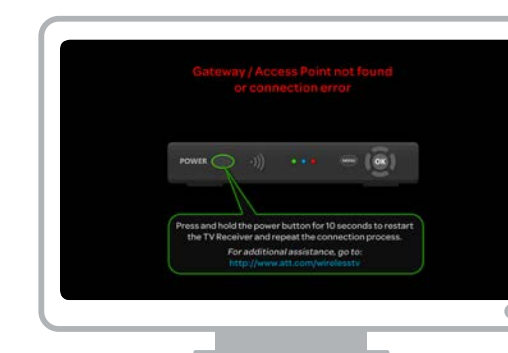 Gateway / Access Point not found
or connection error
POWER
MENU
OK
Press and hold the power button for 10 seconds to restart
the TV Receiver and repeat the connection process.
For additional assistance, go to:
http://www.att.com/wirelesstv